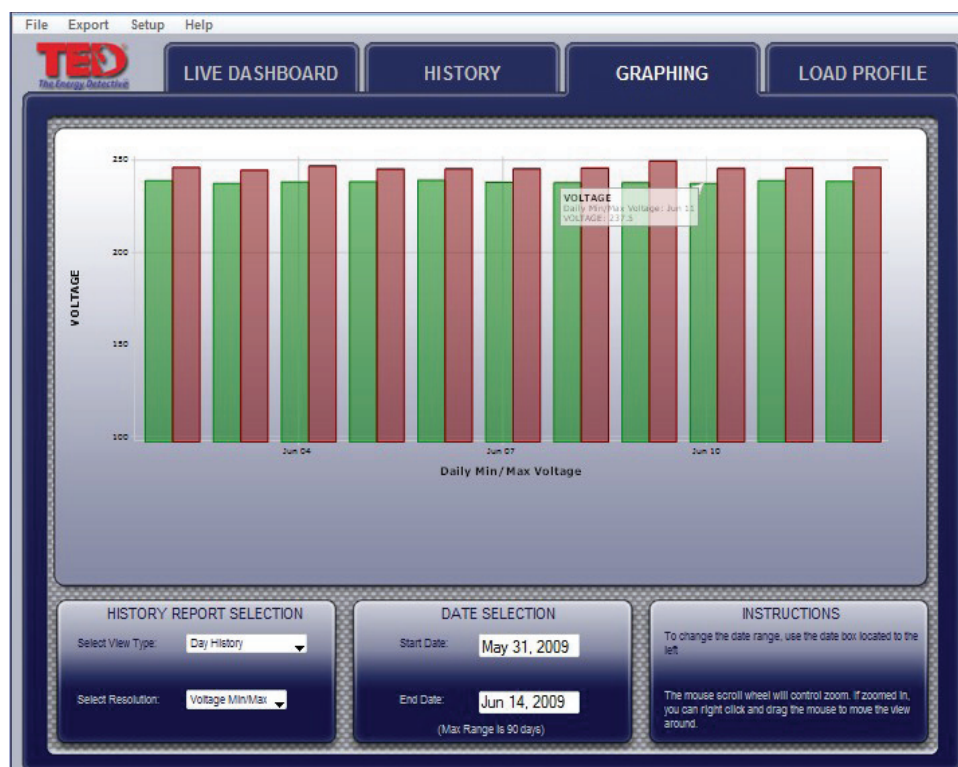 File Export Setup Help
TED
The Energy Detective
LIVE DASHBOARD
HISTORY
GRAPHING
LOAD PROFILE
250
200
150
100
VOLTAGE
VOLTAGE
Daily Min/Max Voltage: Jun 11
VOLTAGE: 237.5
Jun 04
Jun 07
Jun 10
Daily Min/Max Voltage
HISTORY REPORT SELECTION
Select View Type: Day History
Select Resolution: Voltage Min/Max
DATE SELECTION
Start Date: May 31, 2009
End Date: Jun 14, 2009
(Max Range is 90 days)
INSTRUCTIONS
To change the date range, use the date box located to the
left
The mouse scroll wheel will control zoom. If zoomed in,
you can right click and drag the mouse to move the view
around.